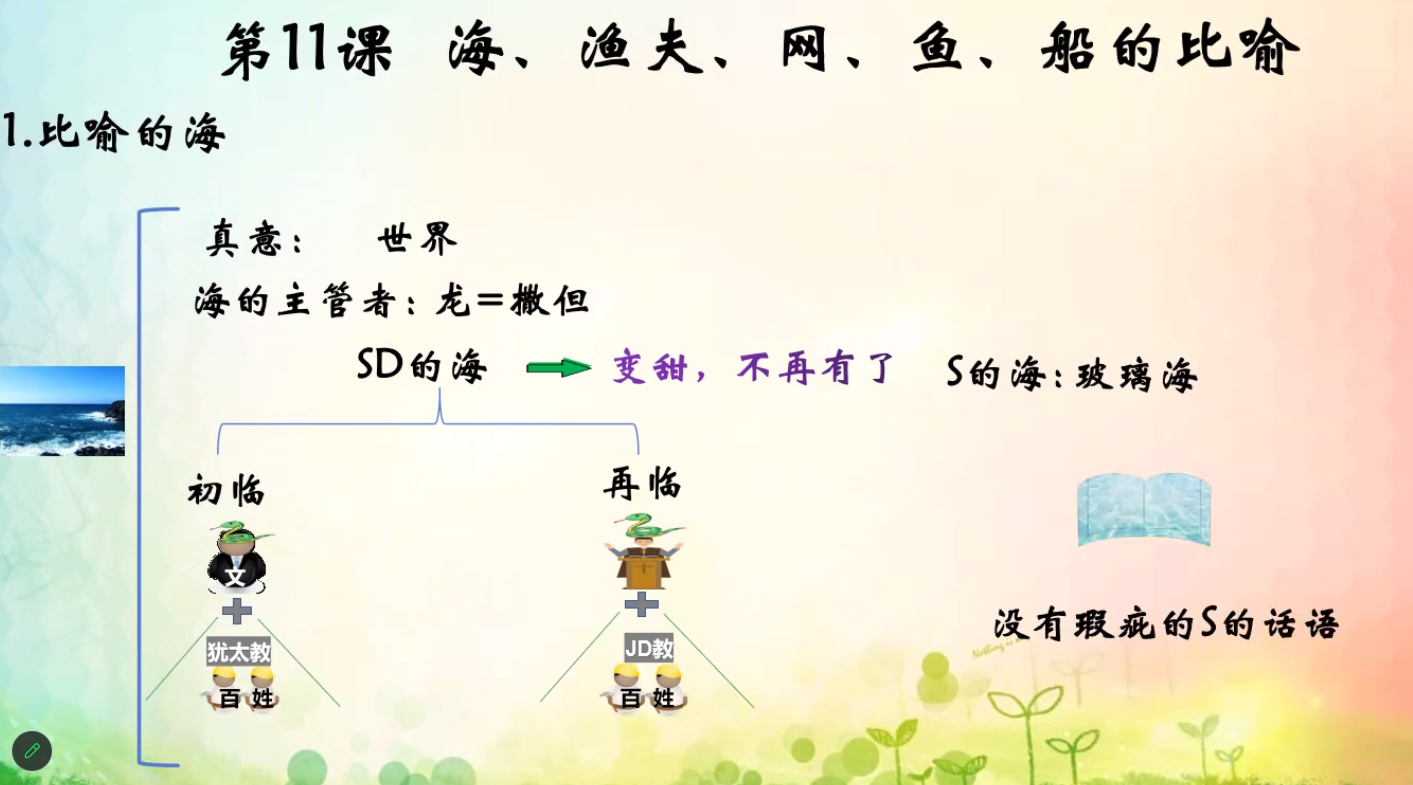 第11课 海、渔夫、网、鱼、船的比喻
1.比喻的海
真意： 世界
海的主管者：龙＝撒但
SD的海 变甜，不再有了 S的海：玻璃海
初临 再临
文
犹太教 JD教
百姓 百姓
没有瑕疵的S的话语